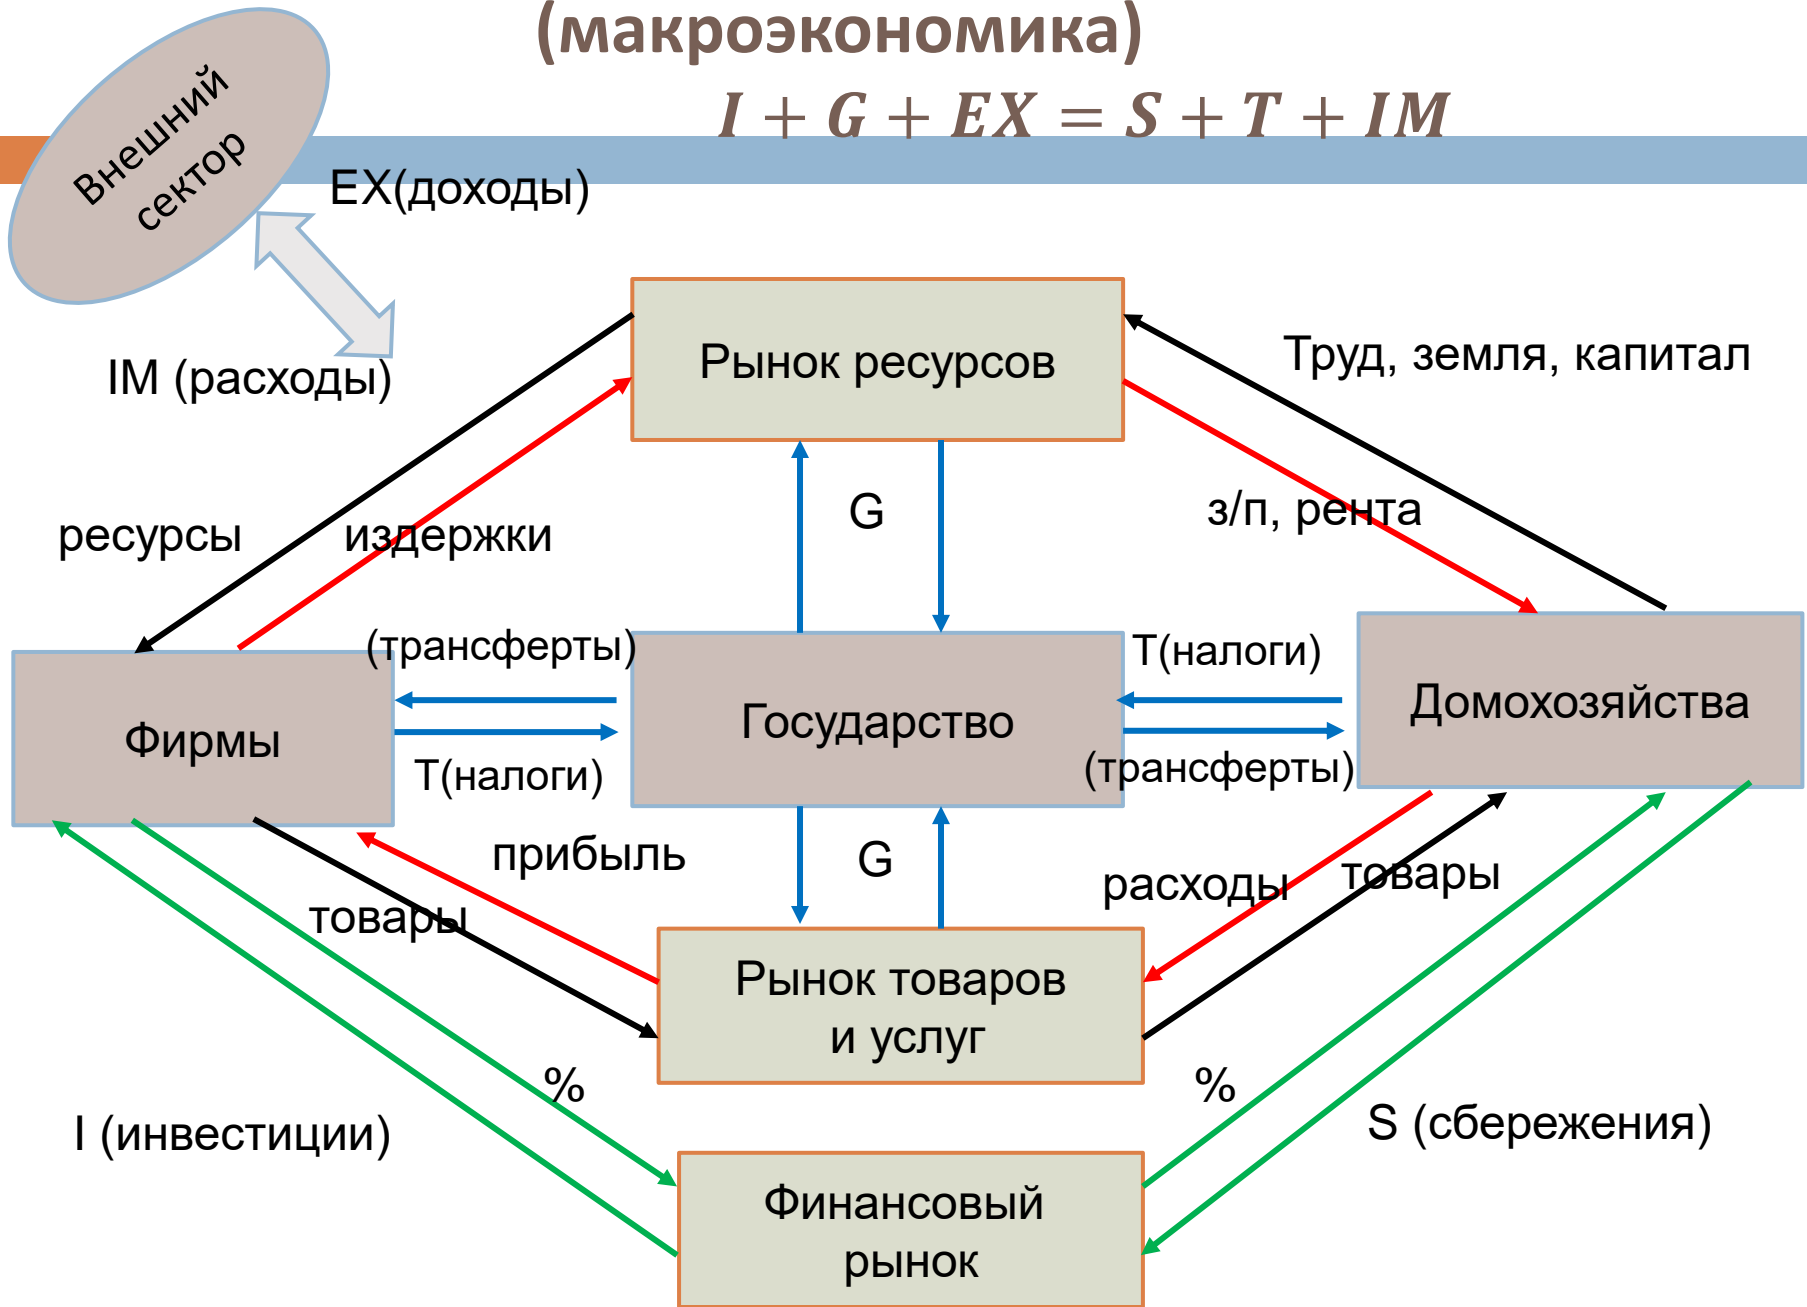 (макроэкономика)
I + G + EX = S + T + IM
Внешний
сектор
EX(доходы)
IM (расходы)
Рынок ресурсов
Труд, земля, капитал
G
з/п, рента
ресурсы
издержки
(трансферты)
Т(налоги)
Фирмы
Государство
Домохозяйства
Т(налоги)
(трансферты)
прибыль
G
расходы
товары
товары
Рынок товаров
и услуг
%
%
I (инвестиции)
S (сбережения)
Финансовый
рынок